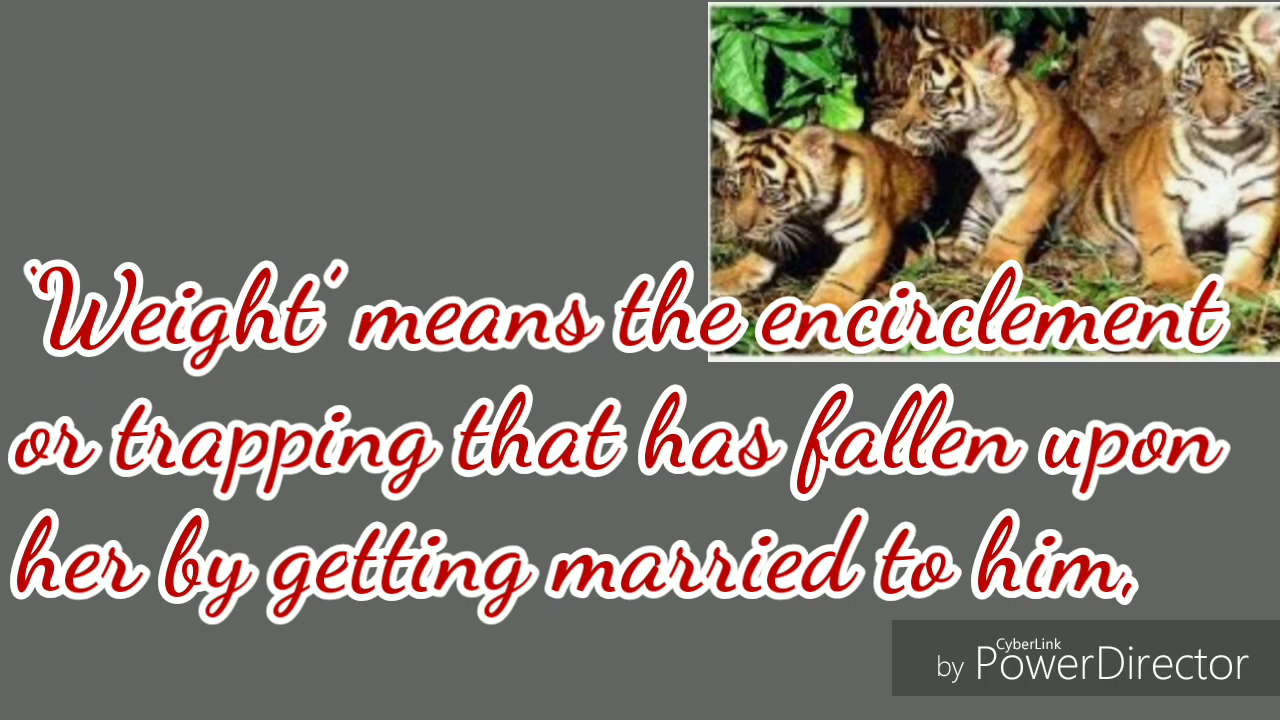 'Weight' means the encirclement
or trapping that has fallen upon
her by getting married to him,
CyberLink
by PowerDirector